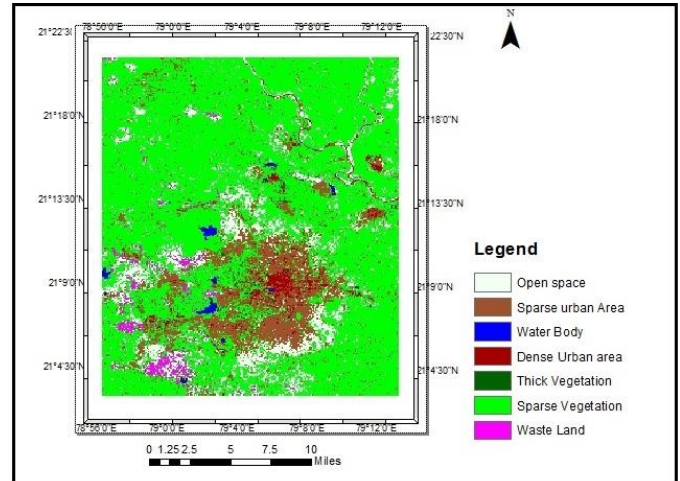 N
78°56'0"E 79°0'0"E 79°4'0"E 79°8'0"E 79°12'0"E
21°22'30 22'30"N
21°18'0"N 21°18'0"N
21°13'30"N 21°13'30"N
21°9'0"N 21°9'0"N
21°4'30"N 21°4'30"N
78°56'0"E 79°0'0"E 79°4'0"E 79°8'0"E 79°12'0"E
0 1.25 2.5 5 7.5 10
Miles
Legend
Open space
Sparse urban Area
Water Body
Dense Urban area
Thick Vegetation
Sparse Vegetation
Waste Land